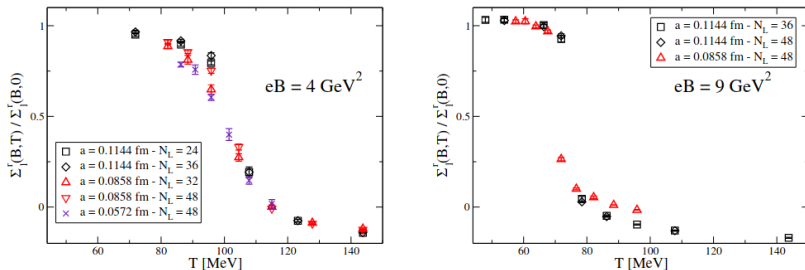 1
0.5
0
Σ_l^r(B,T) / Σ_l^r(B,0)
eB = 4 GeV²
a = 0.1144 fm - N_L = 24
a = 0.1144 fm - N_L = 36
a = 0.0858 fm - N_L = 32
a = 0.0858 fm - N_L = 48
a = 0.0572 fm - N_L = 48
60 80 100 120 140
T [MeV]
1
0.5
0
Σ_l^r(B,T) / Σ_l^r(B,0)
a = 0.1144 fm - N_L = 36
a = 0.1144 fm - N_L = 48
a = 0.0858 fm - N_L = 48
eB = 9 GeV²
60 80 100 120 140
T [MeV]